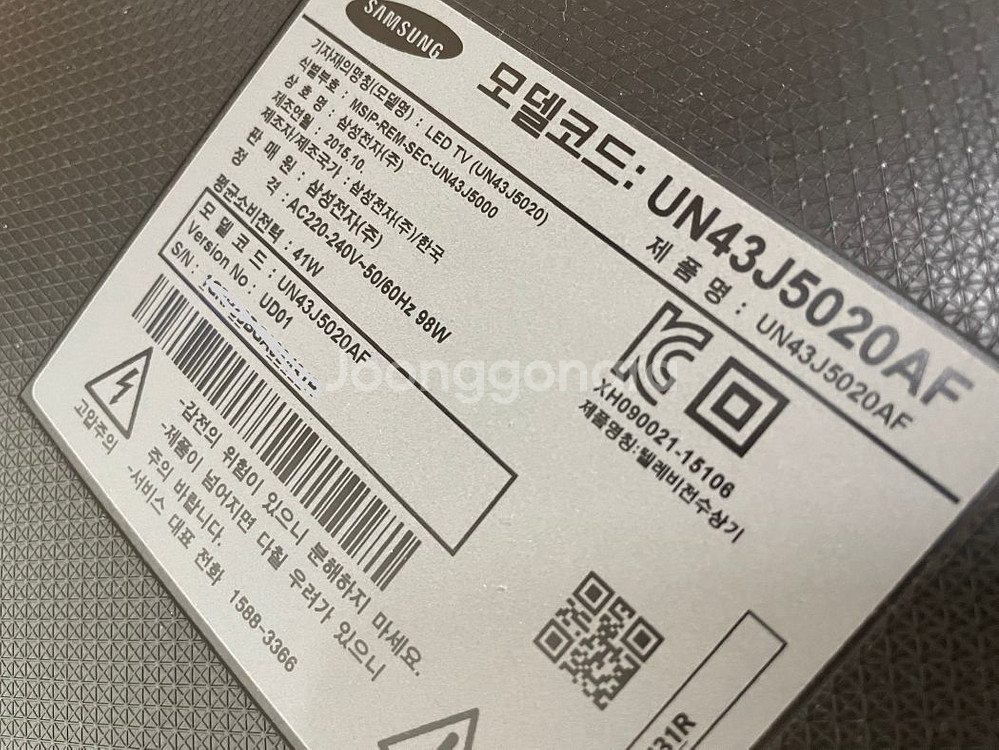 SAMSUNG
모델코드: UN43J5020AF
제 품 명 : UN43J5020AF
기자재의명칭(모델명) : LED TV (UN43J5020)
식별부호 : MSIP-REM-SEC-UN43J5000
상 호 명 : 삼성전자(주)
제조연월 : 2015.10.
제조자/제조국가 : 삼성전자(주)/한국
판 매 원 : 삼성전자(주)
정 격 : AC220-240V~50/60Hz 98W
평균소비전력 : 41W
모 델 코 드 : UN43J5020AF
Version No : UD01
S/N :
Joonggonara
XH090021-15106
제품명칭:텔레비전수상기
고압주의
-감전의 위험이 있으니 분해하지 마세요.
-제품이 넘어지면 다칠 우려가 있으니
주의 바랍니다.
-서비스 대표 전화 1588-3366
31R